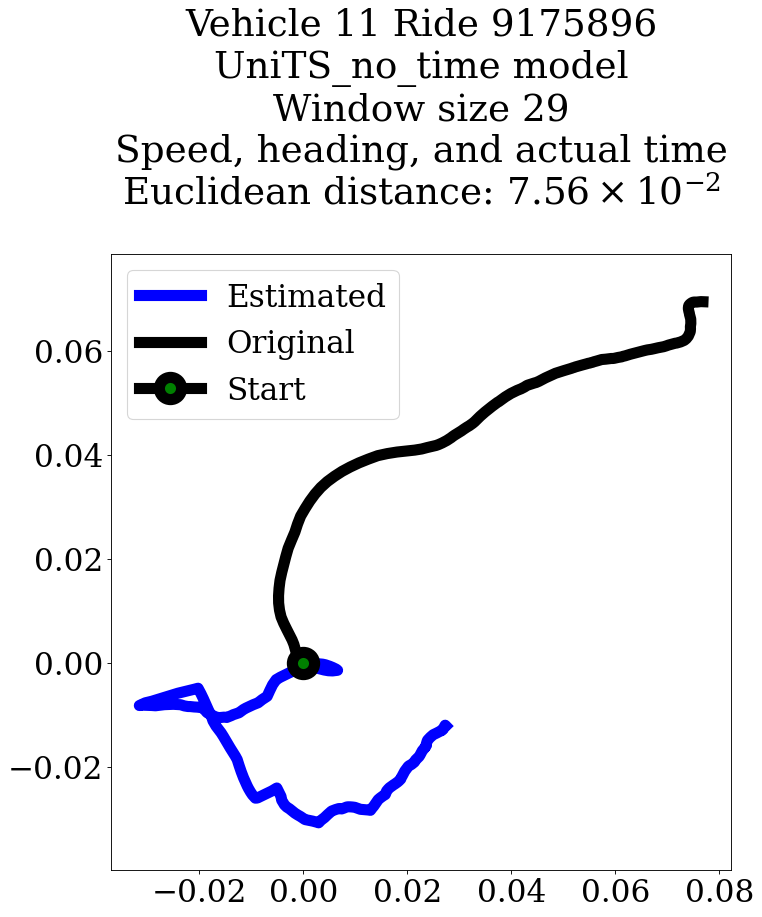 Vehicle 11 Ride 9175896
UniTS_no_time model
Window size 29
Speed, heading, and actual time
Euclidean distance: 7.56 × 10⁻²
Estimated
Original
Start
0.06
0.04
0.02
0.00
−0.02
−0.02 0.00 0.02 0.04 0.06 0.08